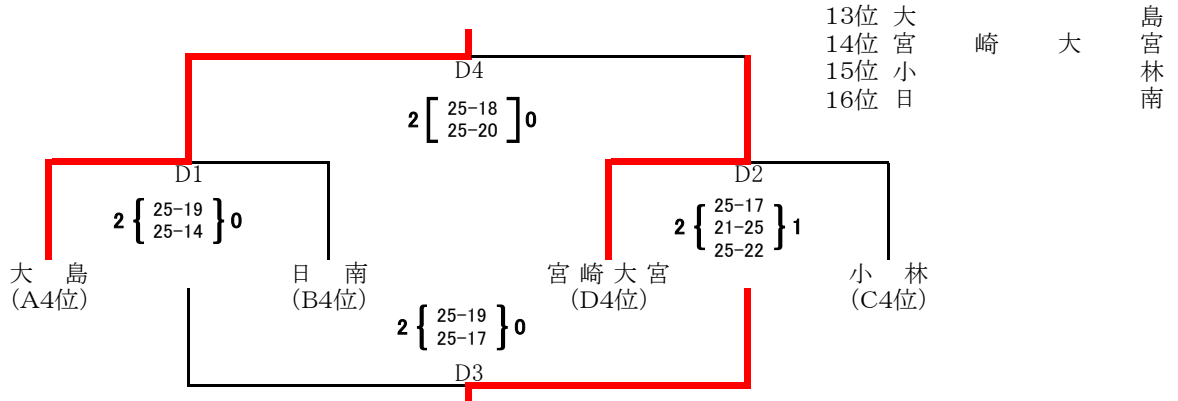 13位 大島
14位 宮崎大宮
15位 小林
16位 日南
D4
2 [ 25-18 ] 0
25-20
D1
D2
2 { 25-19 } 0
25-14
2 { 25-17 } 1
21-25
25-22
大島 日南 宮崎大宮 小林
(A4位) (B4位) (D4位) (C4位)
2 { 25-19 } 0
25-17
D3